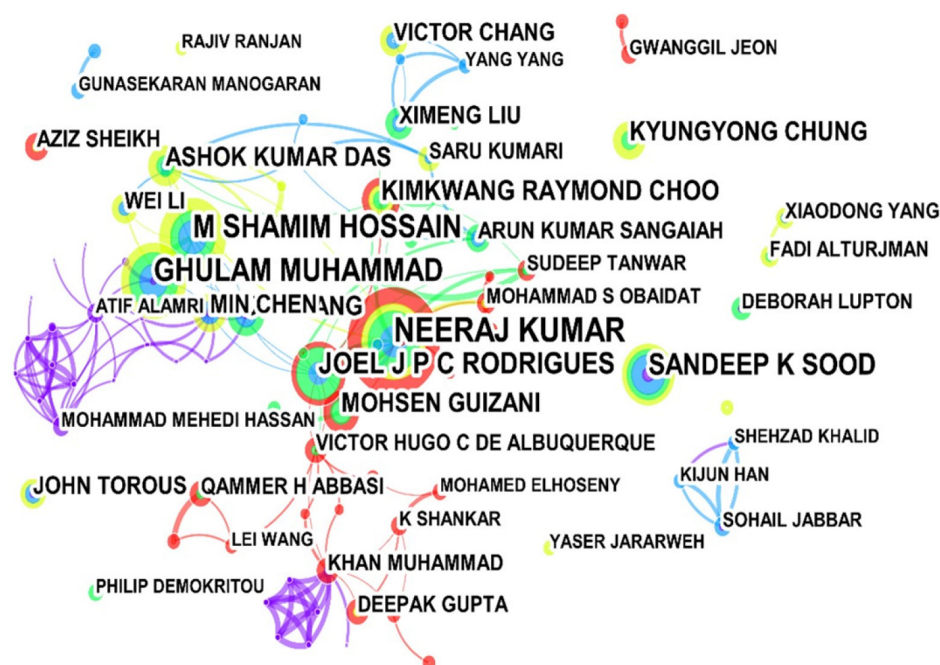 RAJIV RANJAN
VICTOR CHANG
GWANGGIL JEON
YANG YANG
GUNASEKARAN MANOGARAN
XIMENG LIU
KYUNGYONG CHUNG
AZIZ SHEIKH
ASHOK KUMAR DAS
SARU KUMARI
KIMKWANG RAYMOND CHOO
WEI LI
XIAODONG YANG
M SHAMIM HOSSAIN
ARUN KUMAR SANGAIAH
FADI ALTURJMAN
GHULAM MUHAMMAD
SUDEEP TANWAR
ATIF ALAMRI
MIN CHEN
MOHAMMAD S OBAIDAT
DEBORAH LUPTON
NEERAJ KUMAR
JOEL J P C RODRIGUES
SANDEEP K SOOD
MOHSEN GUIZANI
MOHAMMAD MEHEDI HASSAN
VICTOR HUGO C DE ALBUQUERQUE
SHEHZAD KHALID
KIJUN HAN
JOHN TOROUS
QAMMER H ABBASI
MOHAMED ELHOSENY
K SHANKAR
SOHAIL JABBAR
LEI WANG
YASER JARARWEH
KHAN MUHAMMAD
PHILIP DEMOKRITOU
DEEPAK GUPTA